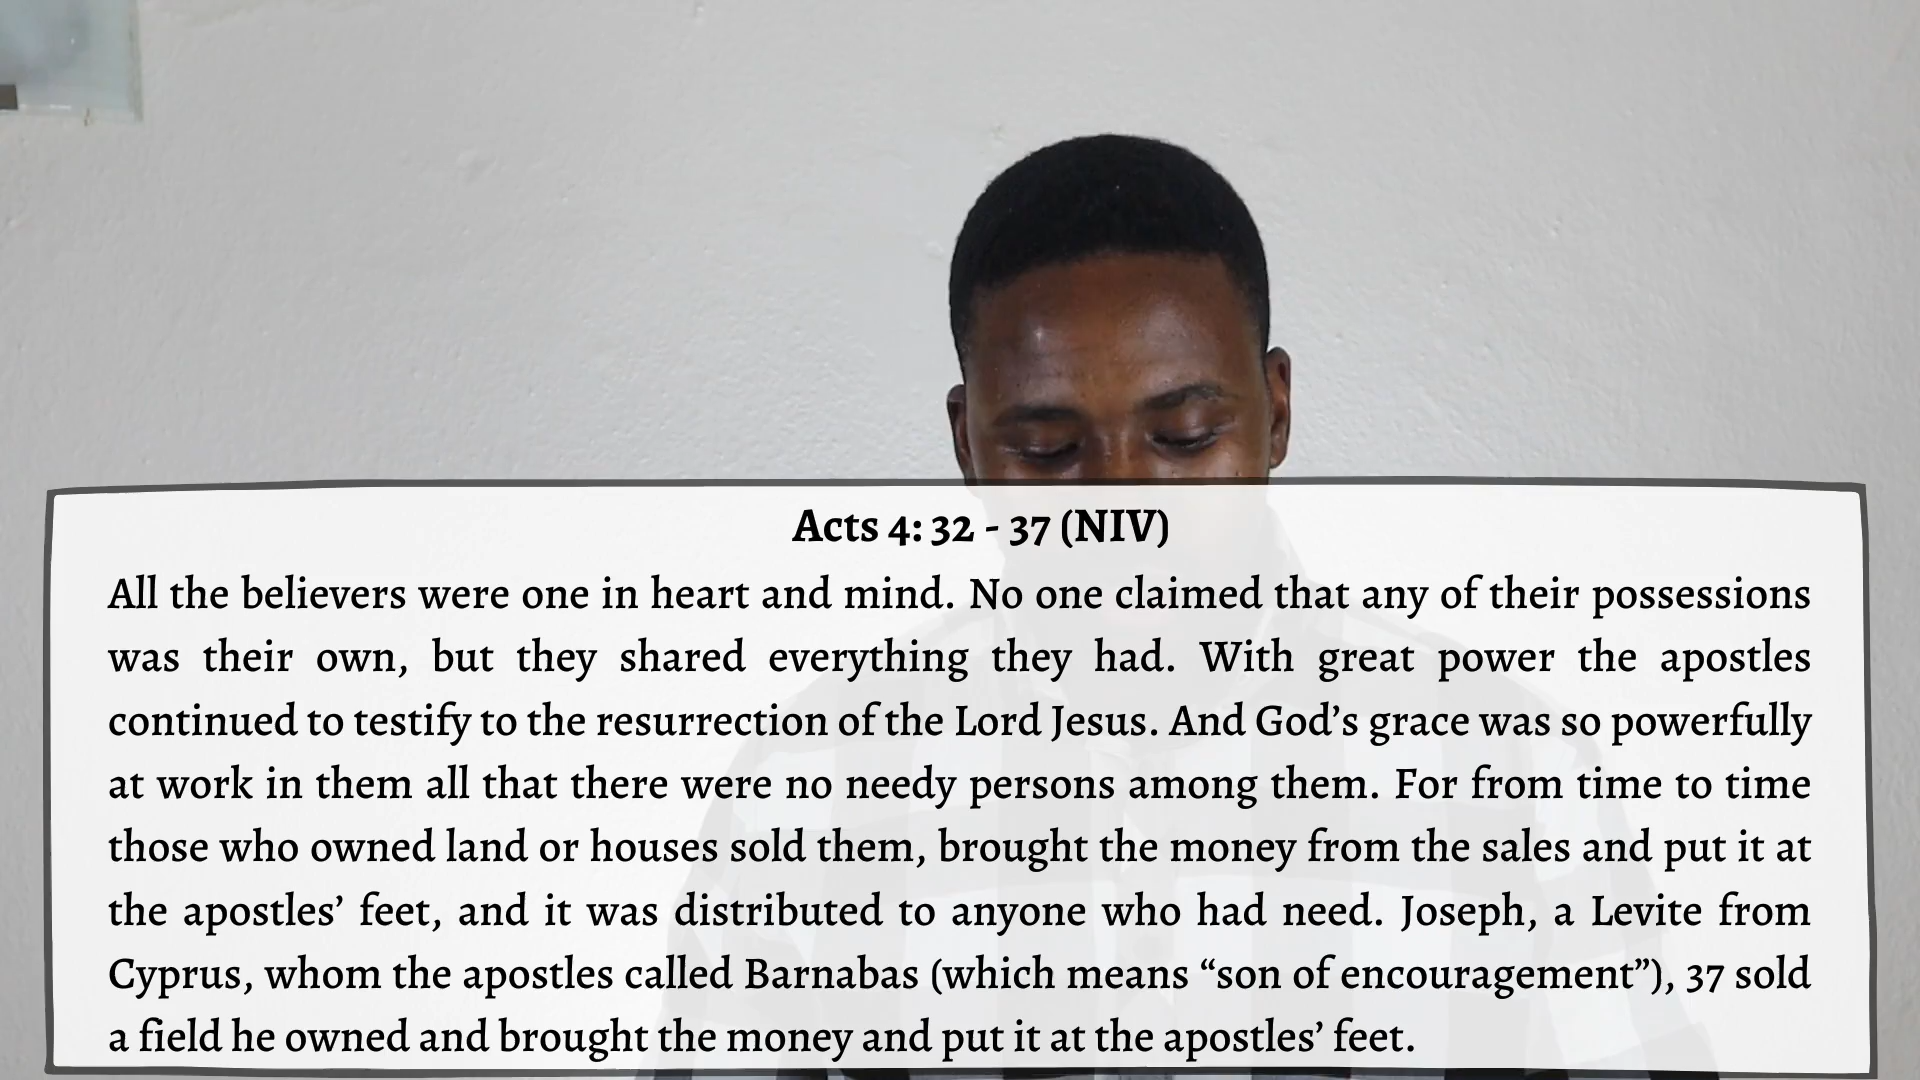 Acts 4: 32 - 37 (NIV)
All the believers were one in heart and mind. No one claimed that any of their possessions
was their own, but they shared everything they had. With great power the apostles
continued to testify to the resurrection of the Lord Jesus. And God’s grace was so powerfully
at work in them all that there were no needy persons among them. For from time to time
those who owned land or houses sold them, brought the money from the sales and put it at
the apostles’ feet, and it was distributed to anyone who had need. Joseph, a Levite from
Cyprus, whom the apostles called Barnabas (which means “son of encouragement”), 37 sold
a field he owned and brought the money and put it at the apostles’ feet.